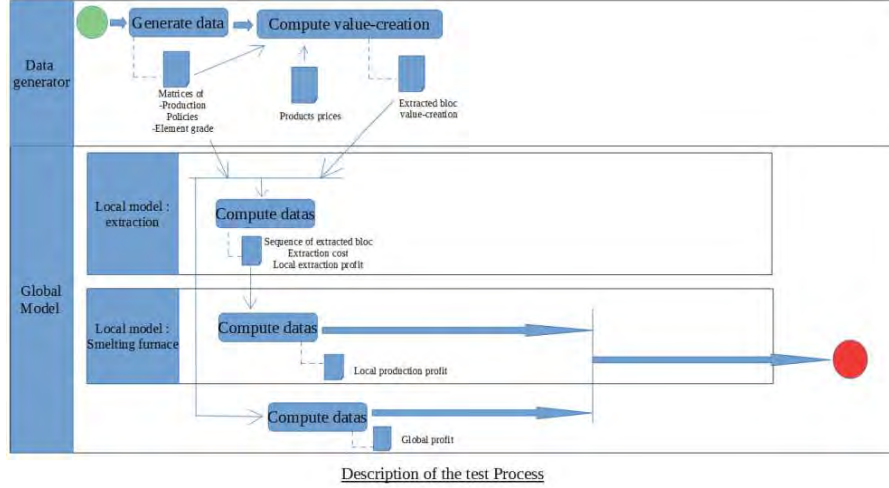 Data
generator
Generate data
Compute value-creation
Matrices of
-Production
Policies
-Element grade
Products prices
Extracted bloc
value-creation
Global
Model
Local model :
extraction
Compute datas
Sequence of extracted bloc
Extraction cost
Local extraction profit
Local model :
Smelting furnace
Compute datas
Local production profit
Compute datas
Global profit
Description of the test Process